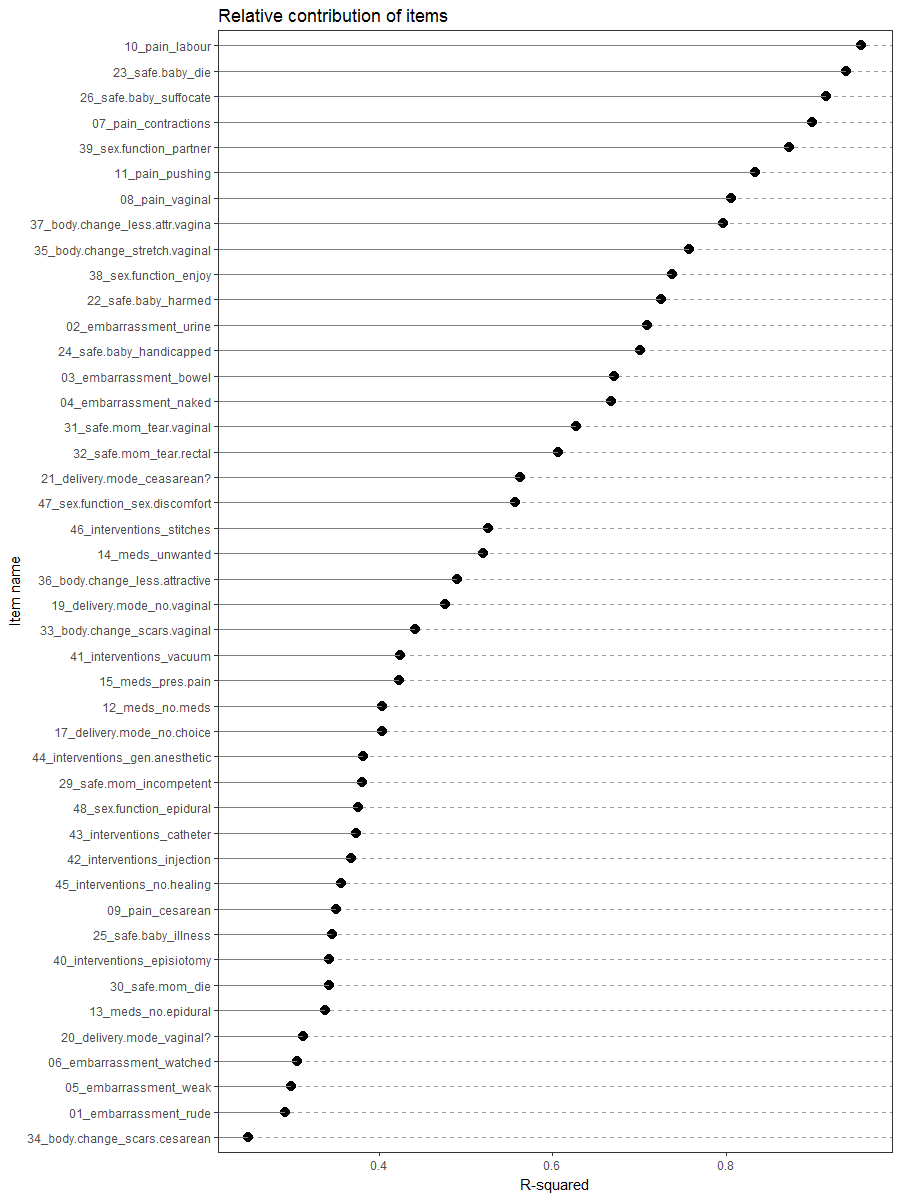 Relative contribution of items
10_pain_labour
23_safe.baby_die
26_safe.baby_suffocate
07_pain_contractions
39_sex.function_partner
11_pain_pushing
08_pain_vaginal
37_body.change_less.attr.vagina
35_body.change_stretch.vaginal
38_sex.function_enjoy
22_safe.baby_harmed
02_embarrassment_urine
24_safe.baby_handicapped
03_embarrassment_bowel
04_embarrassment_naked
31_safe.mom_tear.vaginal
32_safe.mom_tear.rectal
21_delivery.mode_ceasarean?
47_sex.function_sex.discomfort
46_interventions_stitches
14_meds_unwanted
36_body.change_less.attractive
19_delivery.mode_no.vaginal
33_body.change_scars.vaginal
41_interventions_vacuum
15_meds_pres.pain
12_meds_no.meds
17_delivery.mode_no.choice
44_interventions_gen.anesthetic
29_safe.mom_incompetent
48_sex.function_epidural
43_interventions_catheter
42_interventions_injection
45_interventions_no.healing
09_pain_cesarean
25_safe.baby_illness
40_interventions_episiotomy
30_safe.mom_die
13_meds_no.epidural
20_delivery.mode_vaginal?
06_embarrassment_watched
05_embarrassment_weak
01_embarrassment_rude
34_body.change_scars.cesarean
Item name
0.4 0.6 0.8
R-squared